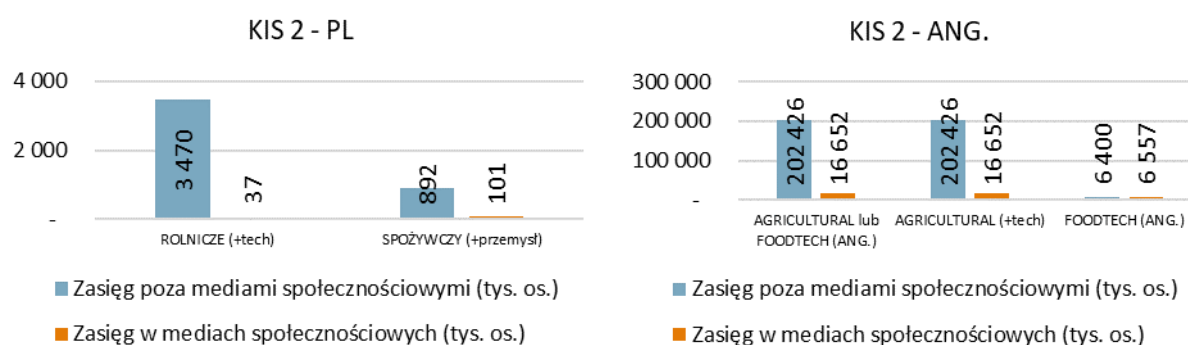 KIS 2 - PL
4 000
2 000
-
3 470
37
892
101
ROLNICZE (+tech)
SPOŻYWCZY (+przemysł)
Zasięg poza mediami społecznościowymi (tys. os.)
Zasięg w mediach społecznościowych (tys. os.)
KIS 2 - ANG.
300 000
200 000
100 000
-
202 426
16 652
202 426
16 652
6 400
6 557
AGRICULTURAL lub
FOODTECH (ANG.)
AGRICULTURAL (+tech)
FOODTECH (ANG.)
Zasięg poza mediami społecznościowymi (tys. os.)
Zasięg w mediach społecznościowych (tys. os.)